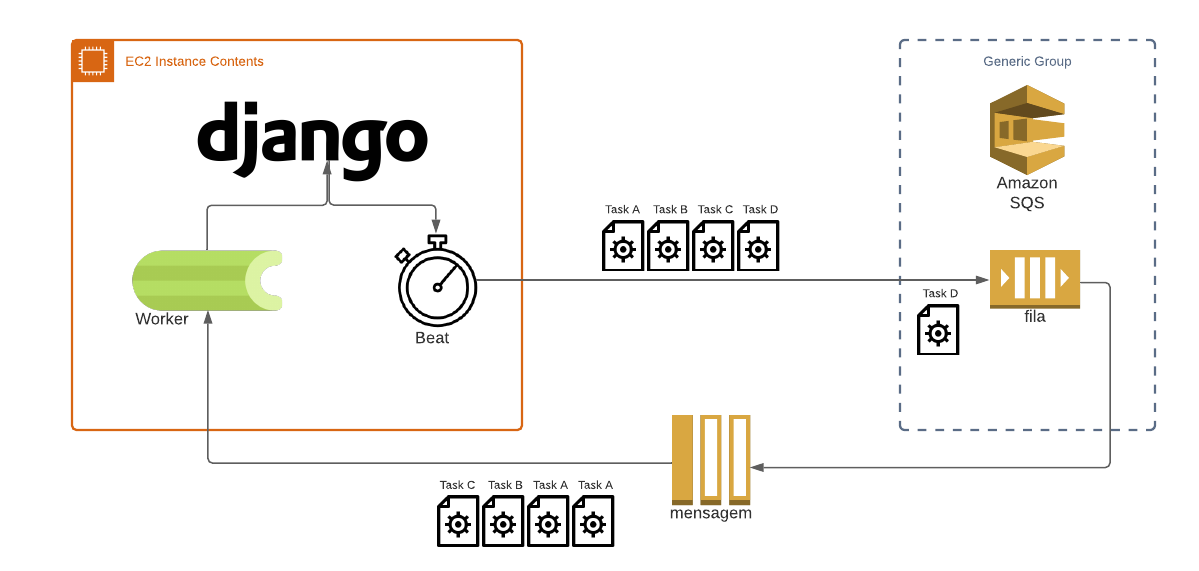 EC2 Instance Contents
Generic Group
django
Amazon
SQS
Task A Task B Task C Task D
Worker
Beat
Task D
fila
Task C Task B Task A Task A
mensagem